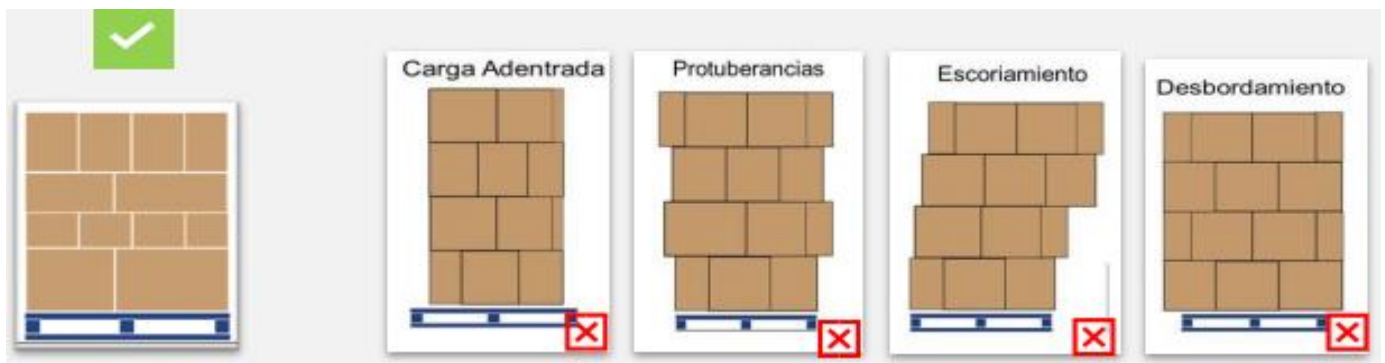 Carga Adentrada
Protuberancias
Escoriamiento
Desbordamiento